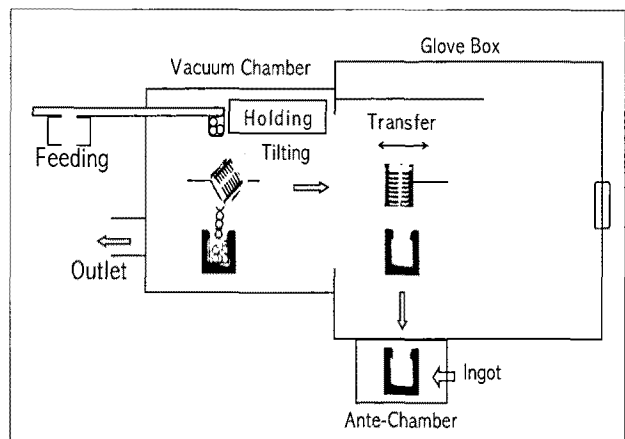 Glove Box
Vacuum Chamber
Holding
Transfer
Feeding
Tilting
Outlet
Ingot
Ante-Chamber